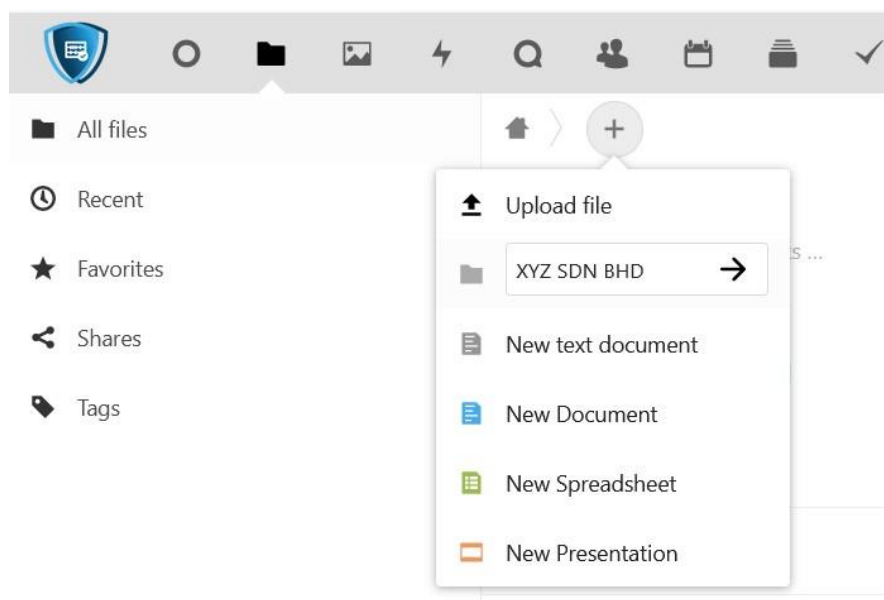 All files
Recent
Favorites
Shares
Tags
Upload file
XYZ SDN BHD
New text document
New Document
New Spreadsheet
New Presentation